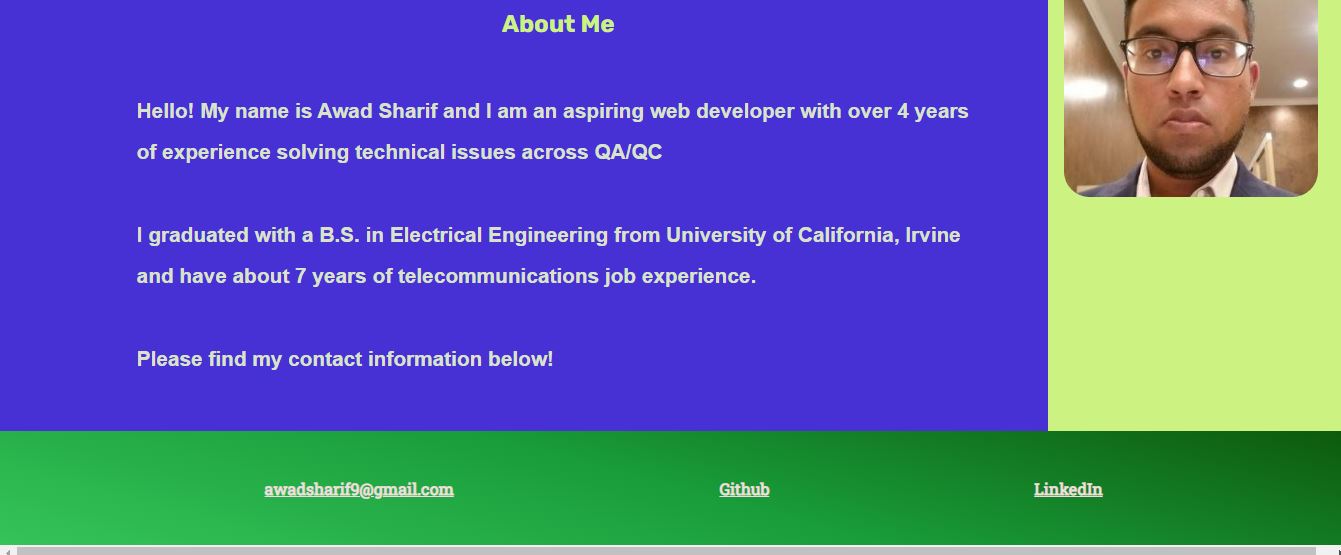 About Me
Hello! My name is Awad Sharif and I am an aspiring web developer with over 4 years
of experience solving technical issues across QA/QC
I graduated with a B.S. in Electrical Engineering from University of California, Irvine
and have about 7 years of telecommunications job experience.
Please find my contact information below!
awadsharif9@gmail.com
Github
LinkedIn